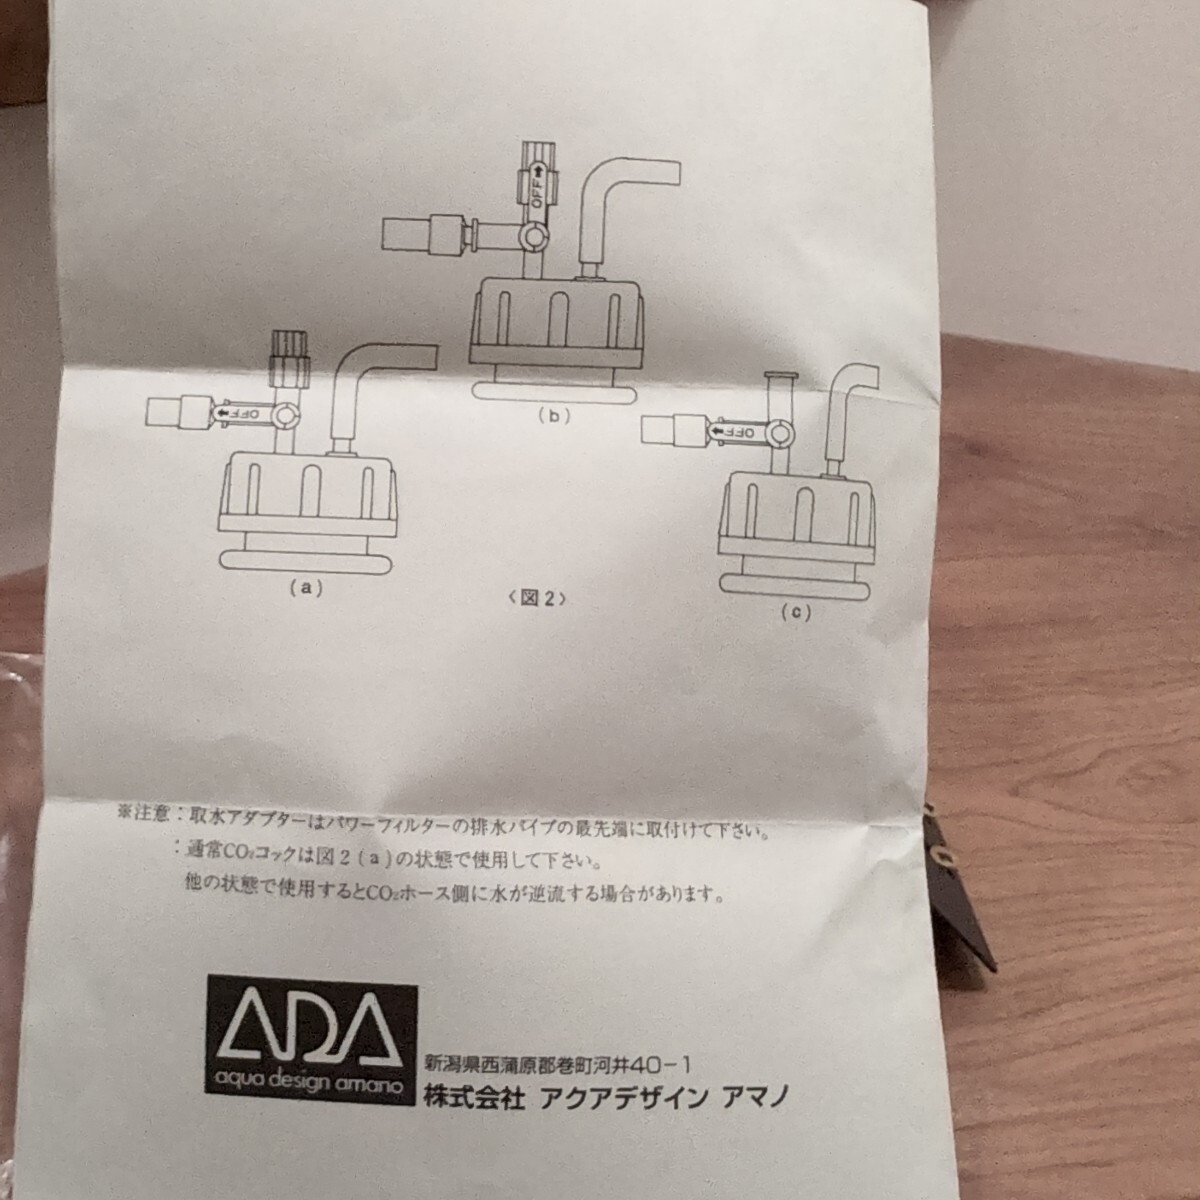 OFF
(b)
OFF
(a)
OFF
(c)
〈図2〉
※注意：取水アダプターはパワーフィルターの排水パイプの最先端に取付けて下さい。
：通常CO₂コックは図2(a)の状態で使用して下さい。
他の状態で使用するとCO₂ホース側に水が逆流する場合があります。
ADA
aqua design amano
新潟県西蒲原郡巻町河井40-1
株式会社 アクアデザイン アマノ